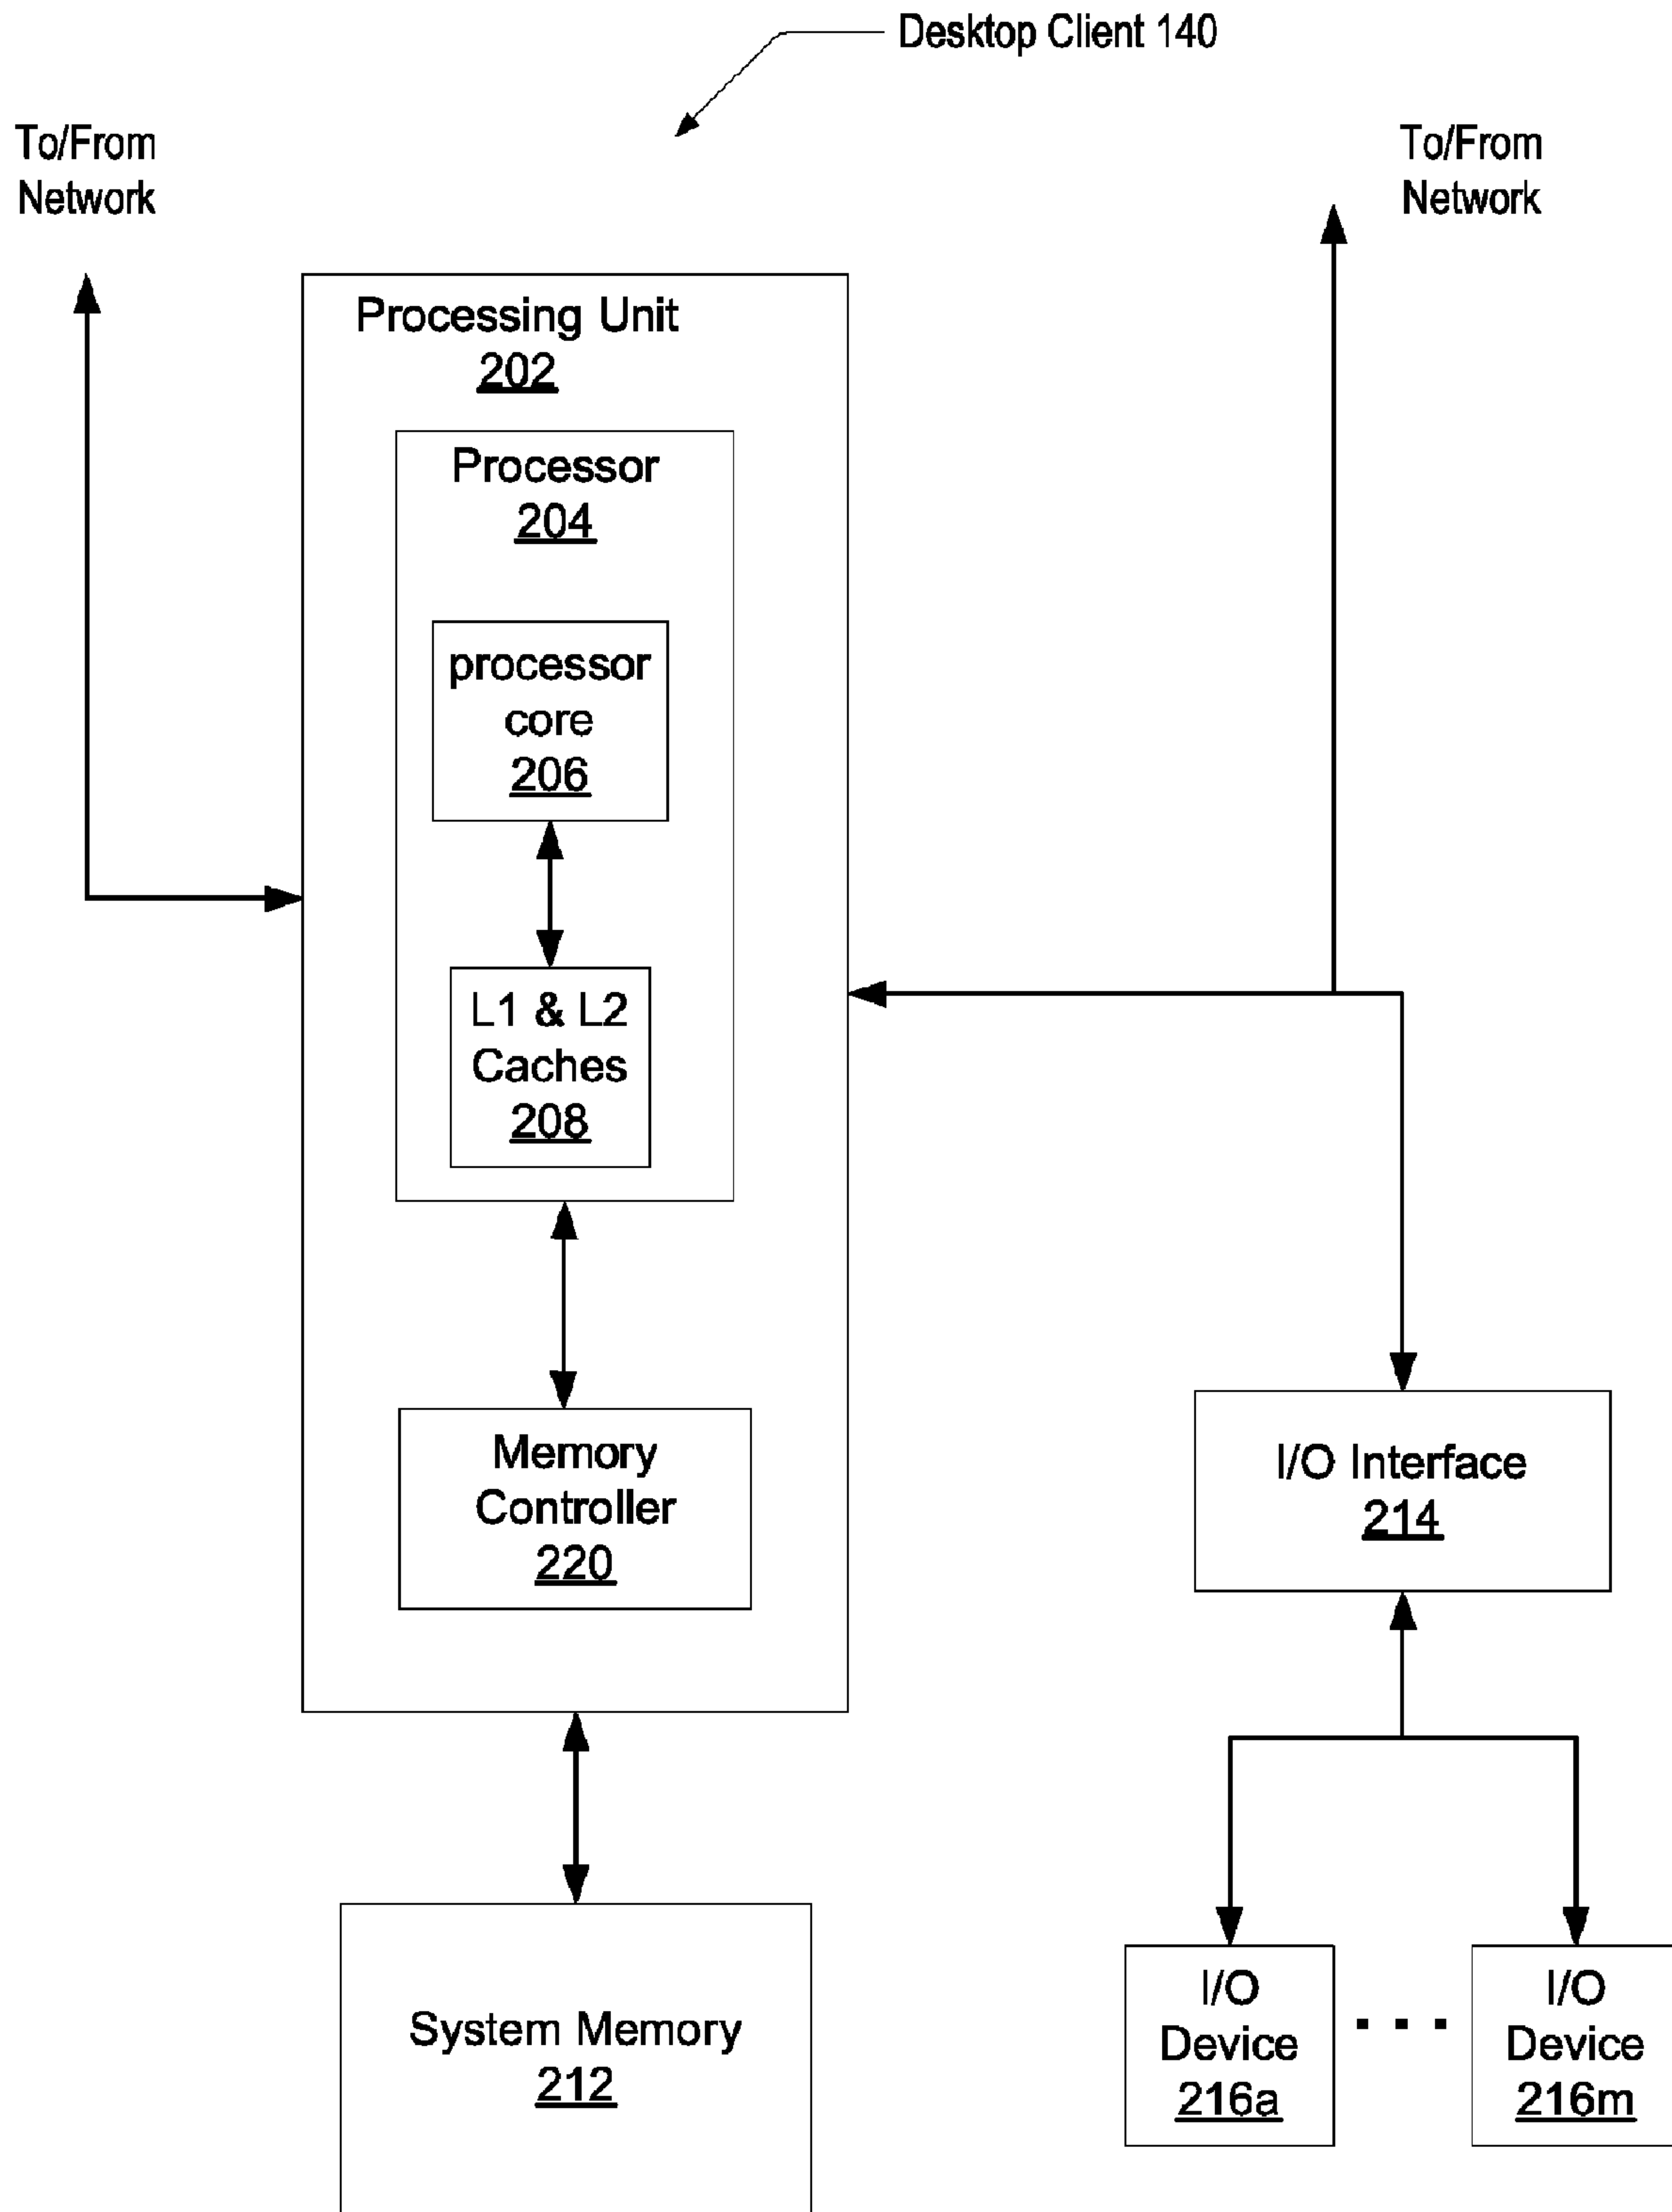 Desktop Client 140
To/From
Network
To/From
Network
Processing Unit
202
Processor
204
processor
core
206
L1 & L2
Caches
208
Memory
Controller
220
I/O Interface
214
System Memory
212
I/O
Device
216a
I/O
Device
216m